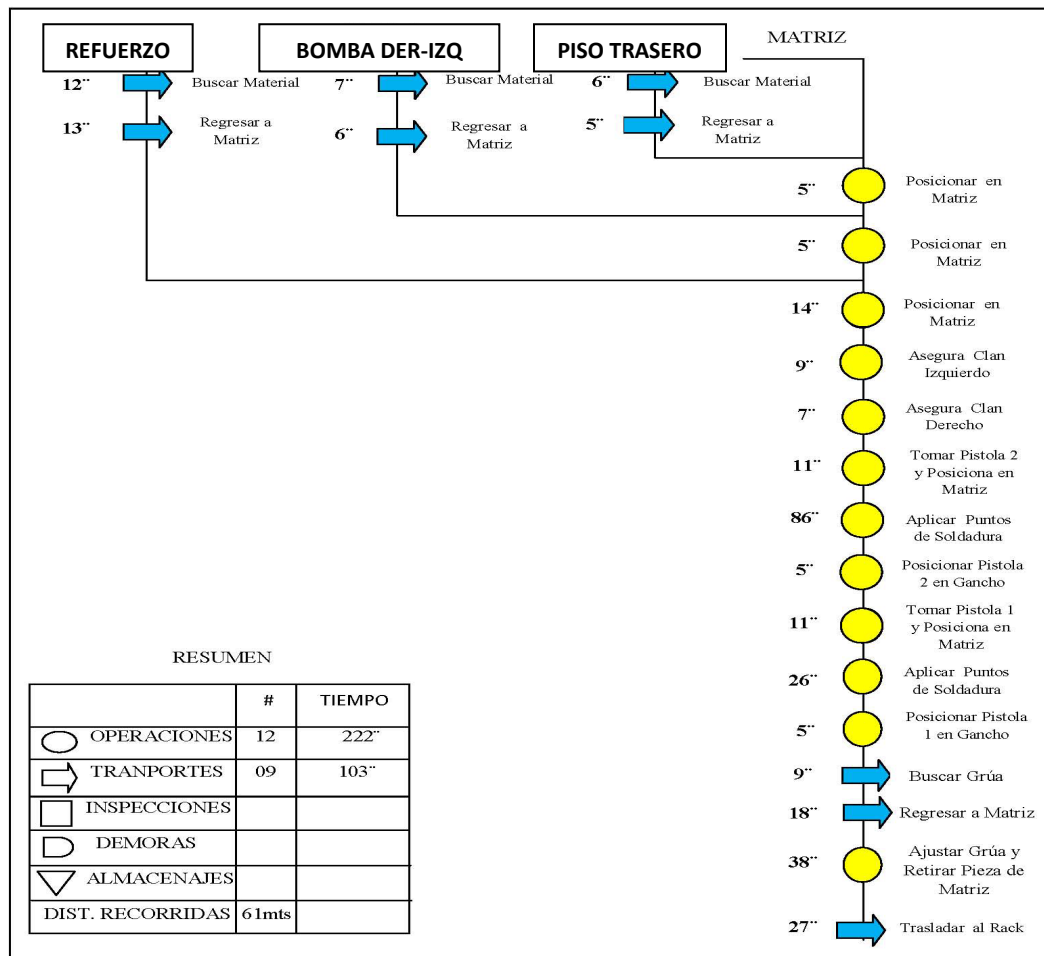 REFUERZO
BOMBA DER-IZQ
PISO TRASERO
MATRIZ
12¨
Buscar Material
7¨
Buscar Material
6¨
Buscar Material
13¨
Regresar a
Matriz
6¨
Regresar a
Matriz
5¨
Regresar a
Matriz
5¨
Posicionar en
Matriz
5¨
Posicionar en
Matriz
14¨
Posicionar en
Matriz
9¨
Asegura Clan
Izquierdo
7¨
Asegura Clan
Derecho
11¨
Tomar Pistola 2
y Posiciona en
Matriz
86¨
Aplicar Puntos
de Soldadura
5¨
Posicionar Pistola
2 en Gancho
11¨
Tomar Pistola 1
y Posiciona en
Matriz
26¨
Aplicar Puntos
de Soldadura
5¨
Posicionar Pistola
1 en Gancho
9¨
Buscar Grúa
18¨
Regresar a Matriz
38¨
Ajustar Grúa y
Retirar Pieza de
Matriz
27¨
Trasladar al Rack
RESUMEN
# TIEMPO
OPERACIONES 12 222¨
TRANPORTES 09 103¨
INSPECCIONES
DEMORAS
ALMACENAJES
DIST. RECORRIDAS 61mts